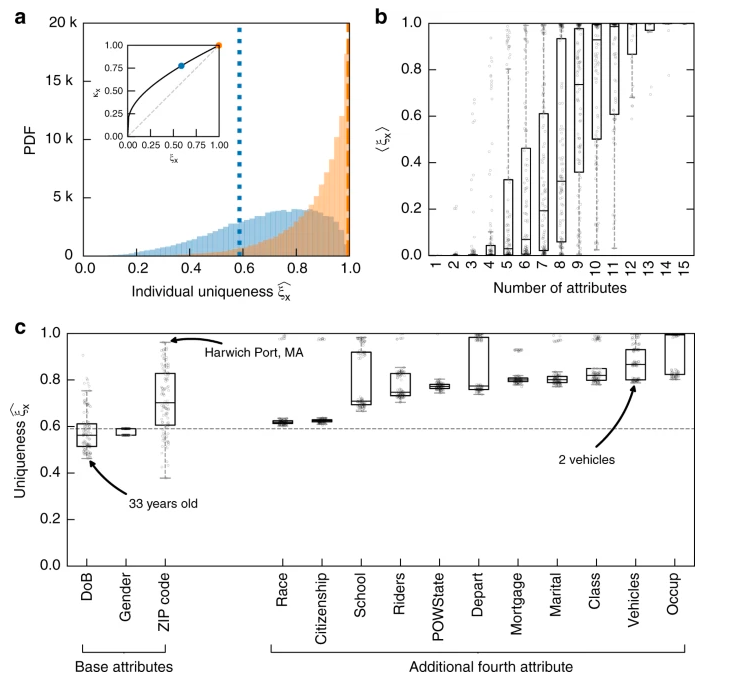 a
20 k
15 k
10 k
5 k
0
PDF
0.0 0.2 0.4 0.6 0.8 1.0
Individual uniqueness ξ̂x
1.00
0.75
0.50
0.25
0.00
κx
0.00 0.25 0.50 0.75 1.00
ξx
b
1.0
0.8
0.6
0.4
0.2
0.0
⟨ξx⟩
1 2 3 4 5 6 7 8 9 10 11 12 13 14 15
Number of attributes
c
1.0
0.8
0.6
0.4
0.2
0.0
Uniqueness ξ̂x
Harwich Port, MA
33 years old
2 vehicles
DoB Gender ZIP code Race Citizenship School Riders POWState Depart Mortgage Marital Class Vehicles Occup
Base attributes Additional fourth attribute